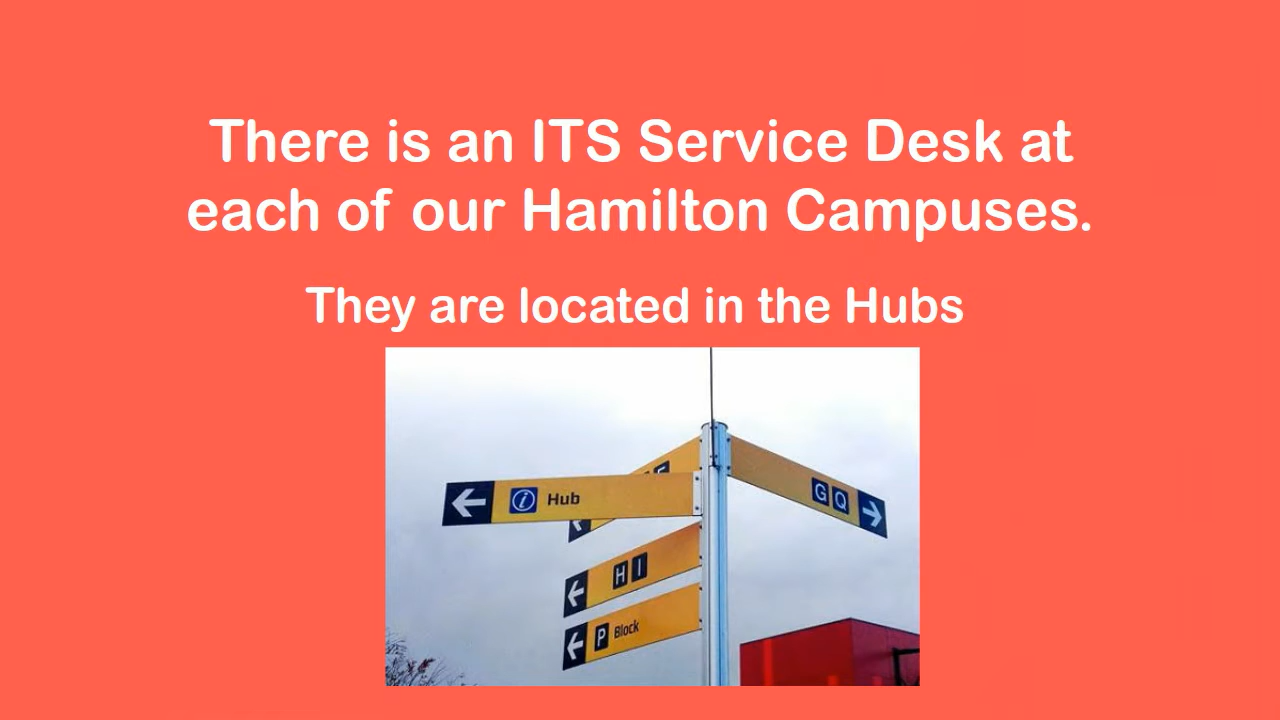 There is an ITS Service Desk at
each of our Hamilton Campuses.
They are located in the Hubs
i Hub
G Q
H I
P Block